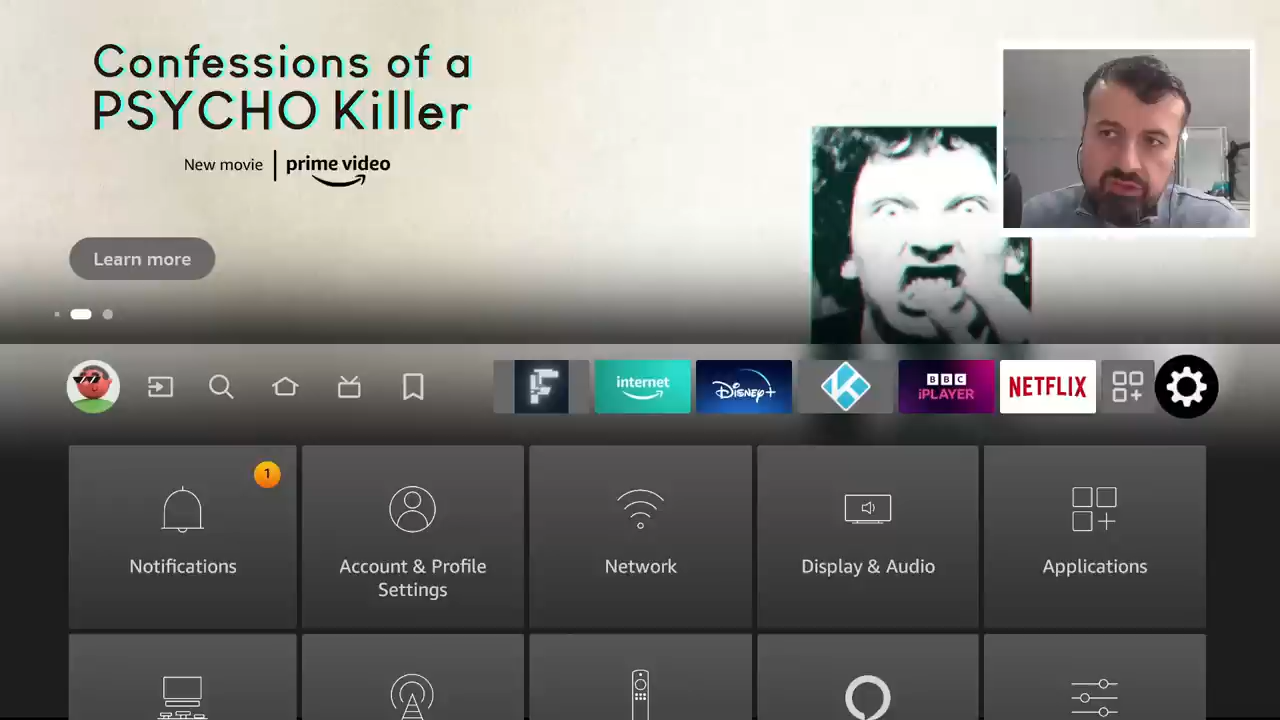 Confessions of a
PSYCHO Killer
New movie | prime video
Learn more
internet
Disney+
BBC
iPLAYER
NETFLIX
1
Notifications
Account & Profile
Settings
Network
Display & Audio
Applications